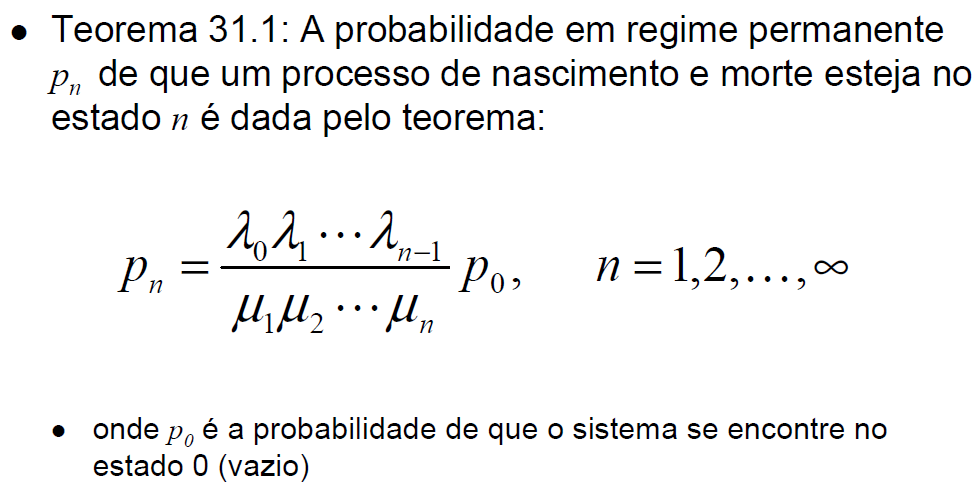 • Teorema 31.1: A probabilidade em regime permanente
pₙ de que um processo de nascimento e morte esteja no
estado n é dada pelo teorema:
pₙ = (λ₀λ₁ ⋯ λₙ₋₁ / μ₁μ₂ ⋯ μₙ) p₀, n = 1,2,…,∞
• onde p₀ é a probabilidade de que o sistema se encontre no
estado 0 (vazio)